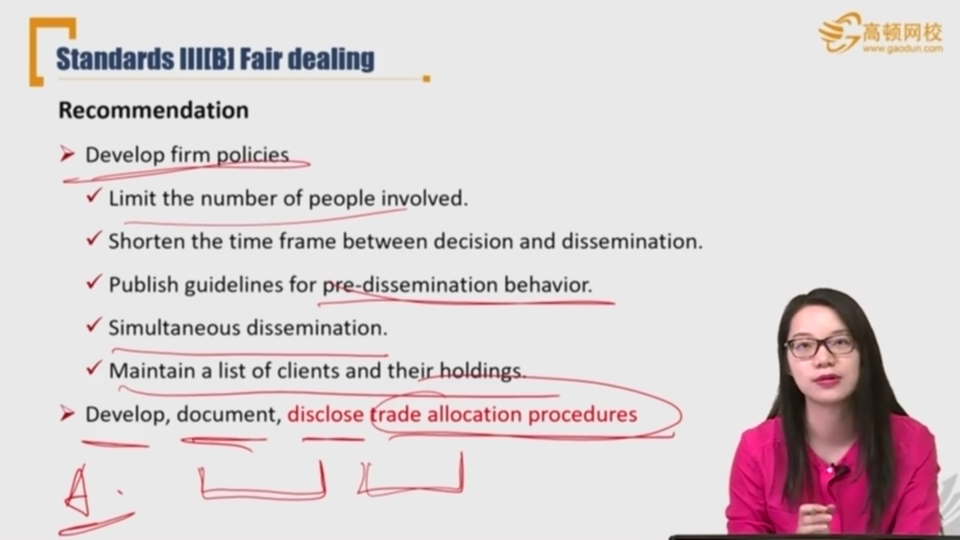 Standards III[B] Fair dealing
高顿网校
www.gaodun.com
Recommendation
Develop firm policies
Limit the number of people involved.
Shorten the time frame between decision and dissemination.
Publish guidelines for pre-dissemination behavior.
Simultaneous dissemination.
Maintain a list of clients and their holdings.
Develop, document, disclose trade allocation procedures
A.